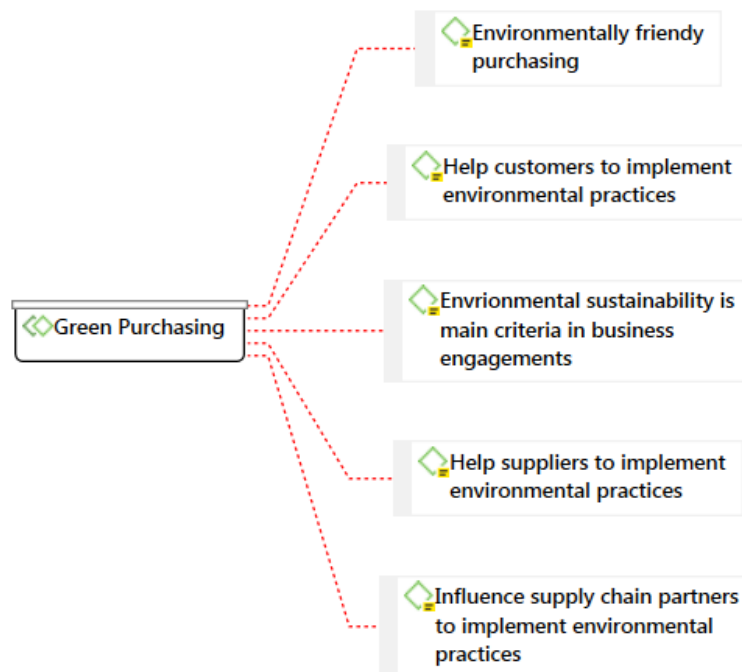 Environmentally friendy
purchasing
Help customers to implement
environmental practices
Green Purchasing
Envrionmental sustainability is
main criteria in business
engagements
Help suppliers to implement
environmental practices
Influence supply chain partners
to implement environmental
practices